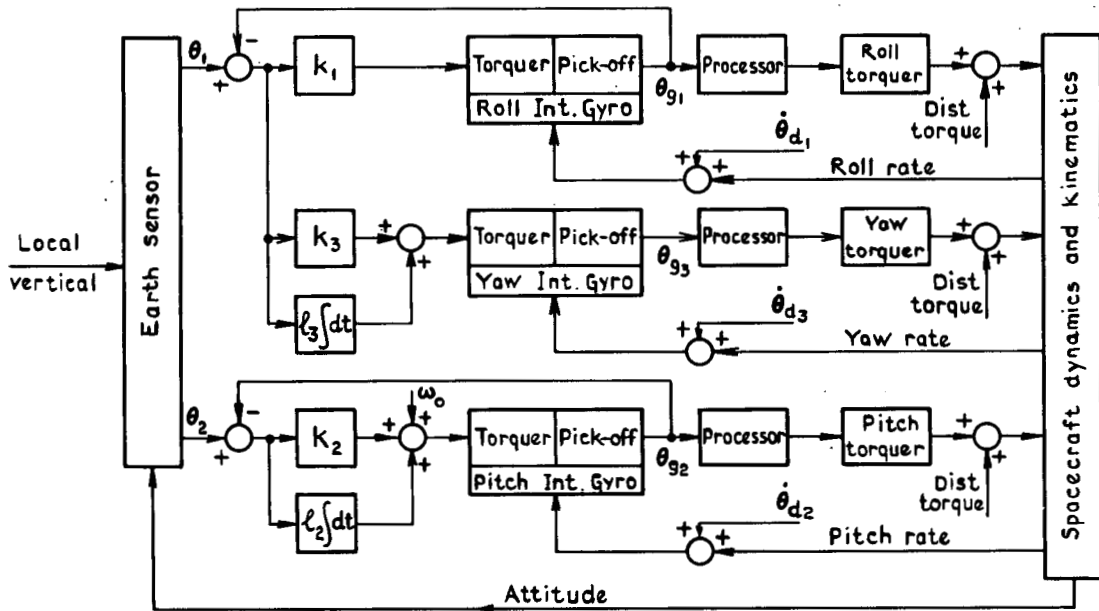 θ₁
−
+
k₁
Torquer
Pick-off
Roll Int. Gyro
θg₁
Processor
Roll
torquer
+
+
Dist
torque
θ̇d₁
+
+
Roll rate
Local
vertical
Earth sensor
k₃
+
+
ℓ₃∫dt
Torquer
Pick-off
Yaw Int. Gyro
θg₃
Processor
Yaw
torquer
+
+
Dist
torque
θ̇d₃
+
+
Yaw rate
θ₂
−
+
k₂
ω₀
+
+
+
ℓ₂∫dt
Torquer
Pick-off
Pitch Int. Gyro
θg₂
Processor
Pitch
torquer
+
+
Dist
torque
θ̇d₂
+
+
Pitch rate
Spacecraft dynamics and kinematics
Attitude